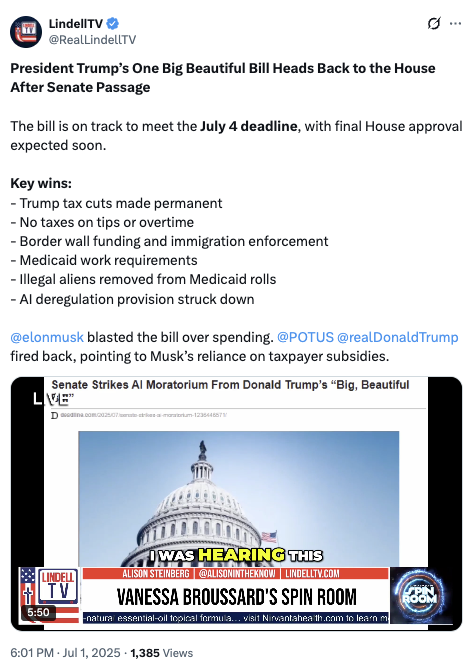 LindellTV
@RealLindellTV
President Trump's One Big Beautiful Bill Heads Back to the House
After Senate Passage
The bill is on track to meet the July 4 deadline, with final House approval
expected soon.
Key wins:
- Trump tax cuts made permanent
- No taxes on tips or overtime
- Border wall funding and immigration enforcement
- Medicaid work requirements
- Illegal aliens removed from Medicaid rolls
- AI deregulation provision struck down
@elonmusk blasted the bill over spending. @POTUS @realDonaldTrump
fired back, pointing to Musk's reliance on taxpayer subsidies.
Senate Strikes AI Moratorium From Donald Trump's "Big, Beautiful
LIVE
I WAS HEARING THIS
ALISON STEINBERG | @ALISONINTHEKNOW | LINDELLTV.COM
LINDELL
TV
VANESSA BROUSSARD'S SPIN ROOM
SPIN
ROOM
5:50
-natural essential-oil topical formula... visit Nirvantahealth.com to learn m
6:01 PM · Jul 1, 2025 · 1,385 Views